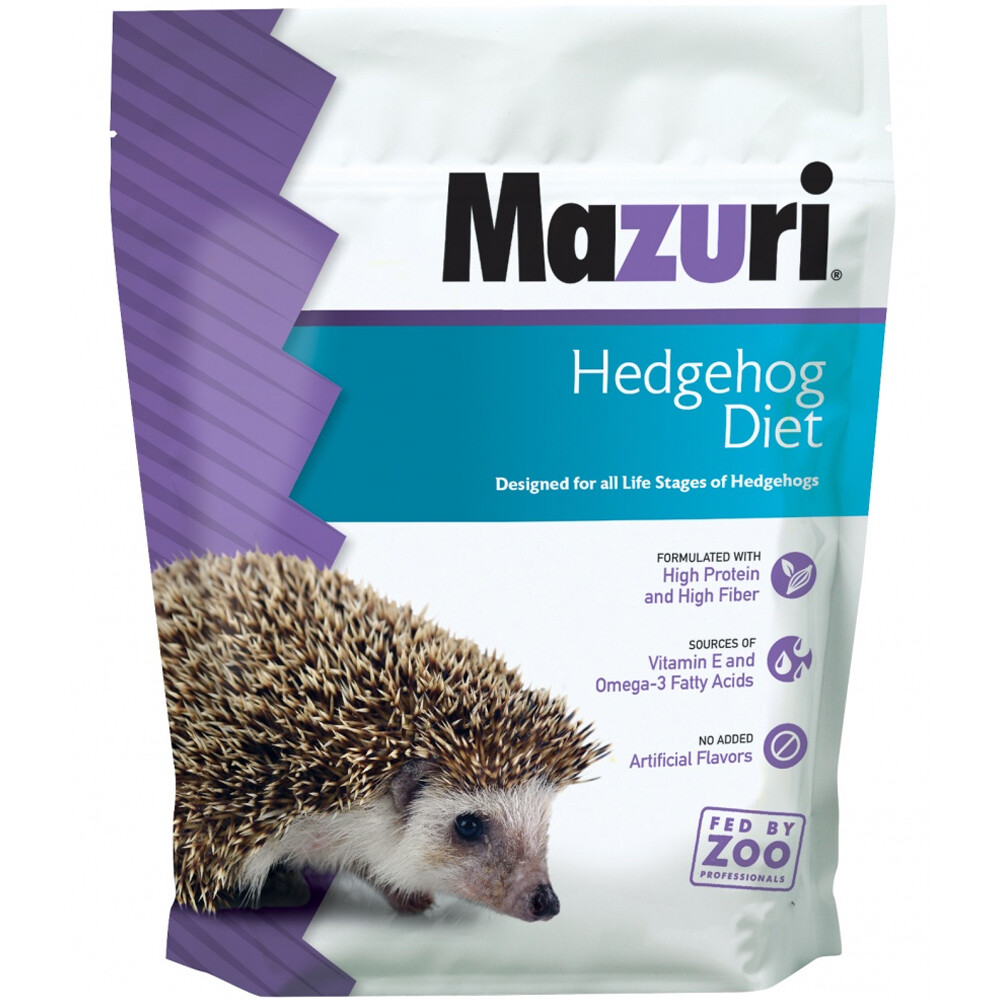 Mazuri®
Hedgehog
Diet
Designed for all Life Stages of Hedgehogs
FORMULATED WITH
High Protein
and High Fiber
SOURCES OF
Vitamin E and
Omega-3 Fatty Acids
NO ADDED
Artificial Flavors
FED BY
ZOO
PROFESSIONALS